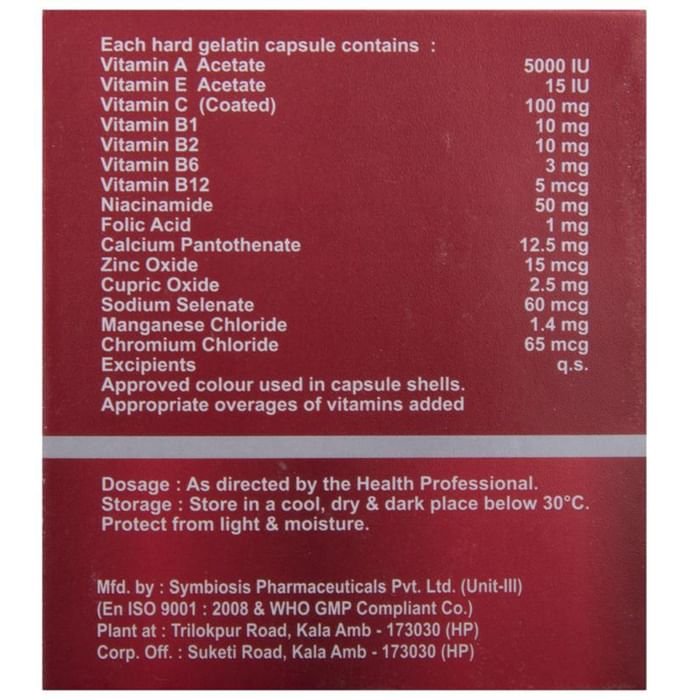 Each hard gelatin capsule contains :
Vitamin A Acetate 5000 IU
Vitamin E Acetate 15 IU
Vitamin C (Coated) 100 mg
Vitamin B1 10 mg
Vitamin B2 10 mg
Vitamin B6 3 mg
Vitamin B12 5 mcg
Niacinamide 50 mg
Folic Acid 1 mg
Calcium Pantothenate 12.5 mg
Zinc Oxide 15 mcg
Cupric Oxide 2.5 mg
Sodium Selenate 60 mcg
Manganese Chloride 1.4 mg
Chromium Chloride 65 mcg
Excipients q.s.
Approved colour used in capsule shells.
Appropriate overages of vitamins added
Dosage : As directed by the Health Professional.
Storage : Store in a cool, dry & dark place below 30°C.
Protect from light & moisture.
Mfd. by : Symbiosis Pharmaceuticals Pvt. Ltd. (Unit-III)
(En ISO 9001 : 2008 & WHO GMP Compliant Co.)
Plant at : Trilokpur Road, Kala Amb - 173030 (HP)
Corp. Off. : Suketi Road, Kala Amb - 173030 (HP)